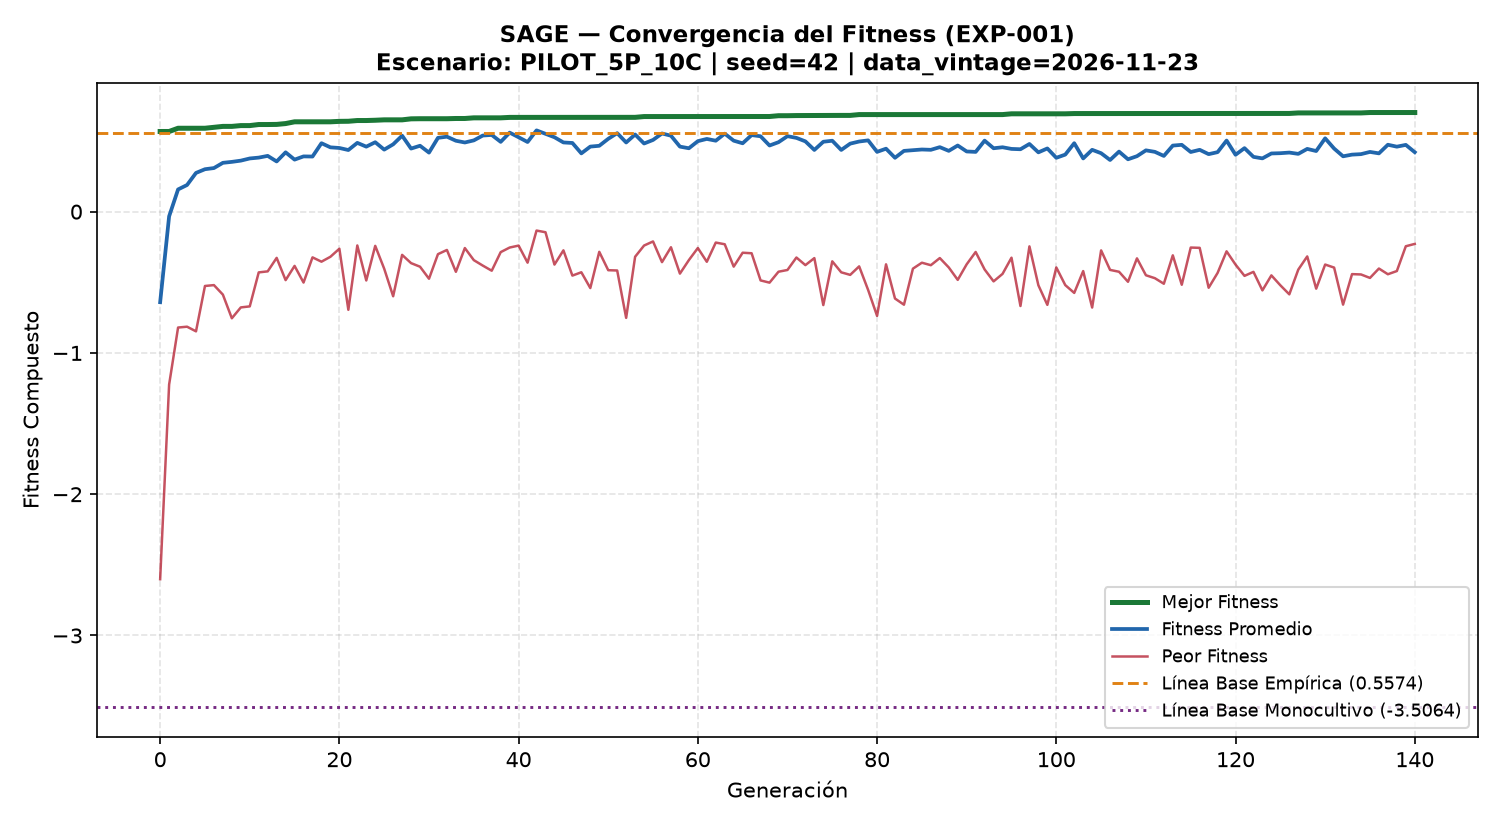 SAGE — Convergencia del Fitness (EXP-001)
Escenario: PILOT_5P_10C | seed=42 | data_vintage=2026-11-23
Fitness Compuesto
0
−1
−2
−3
Mejor Fitness
Fitness Promedio
Peor Fitness
Línea Base Empírica (0.5574)
Línea Base Monocultivo (-3.5064)
0 20 40 60 80 100 120 140
Generación